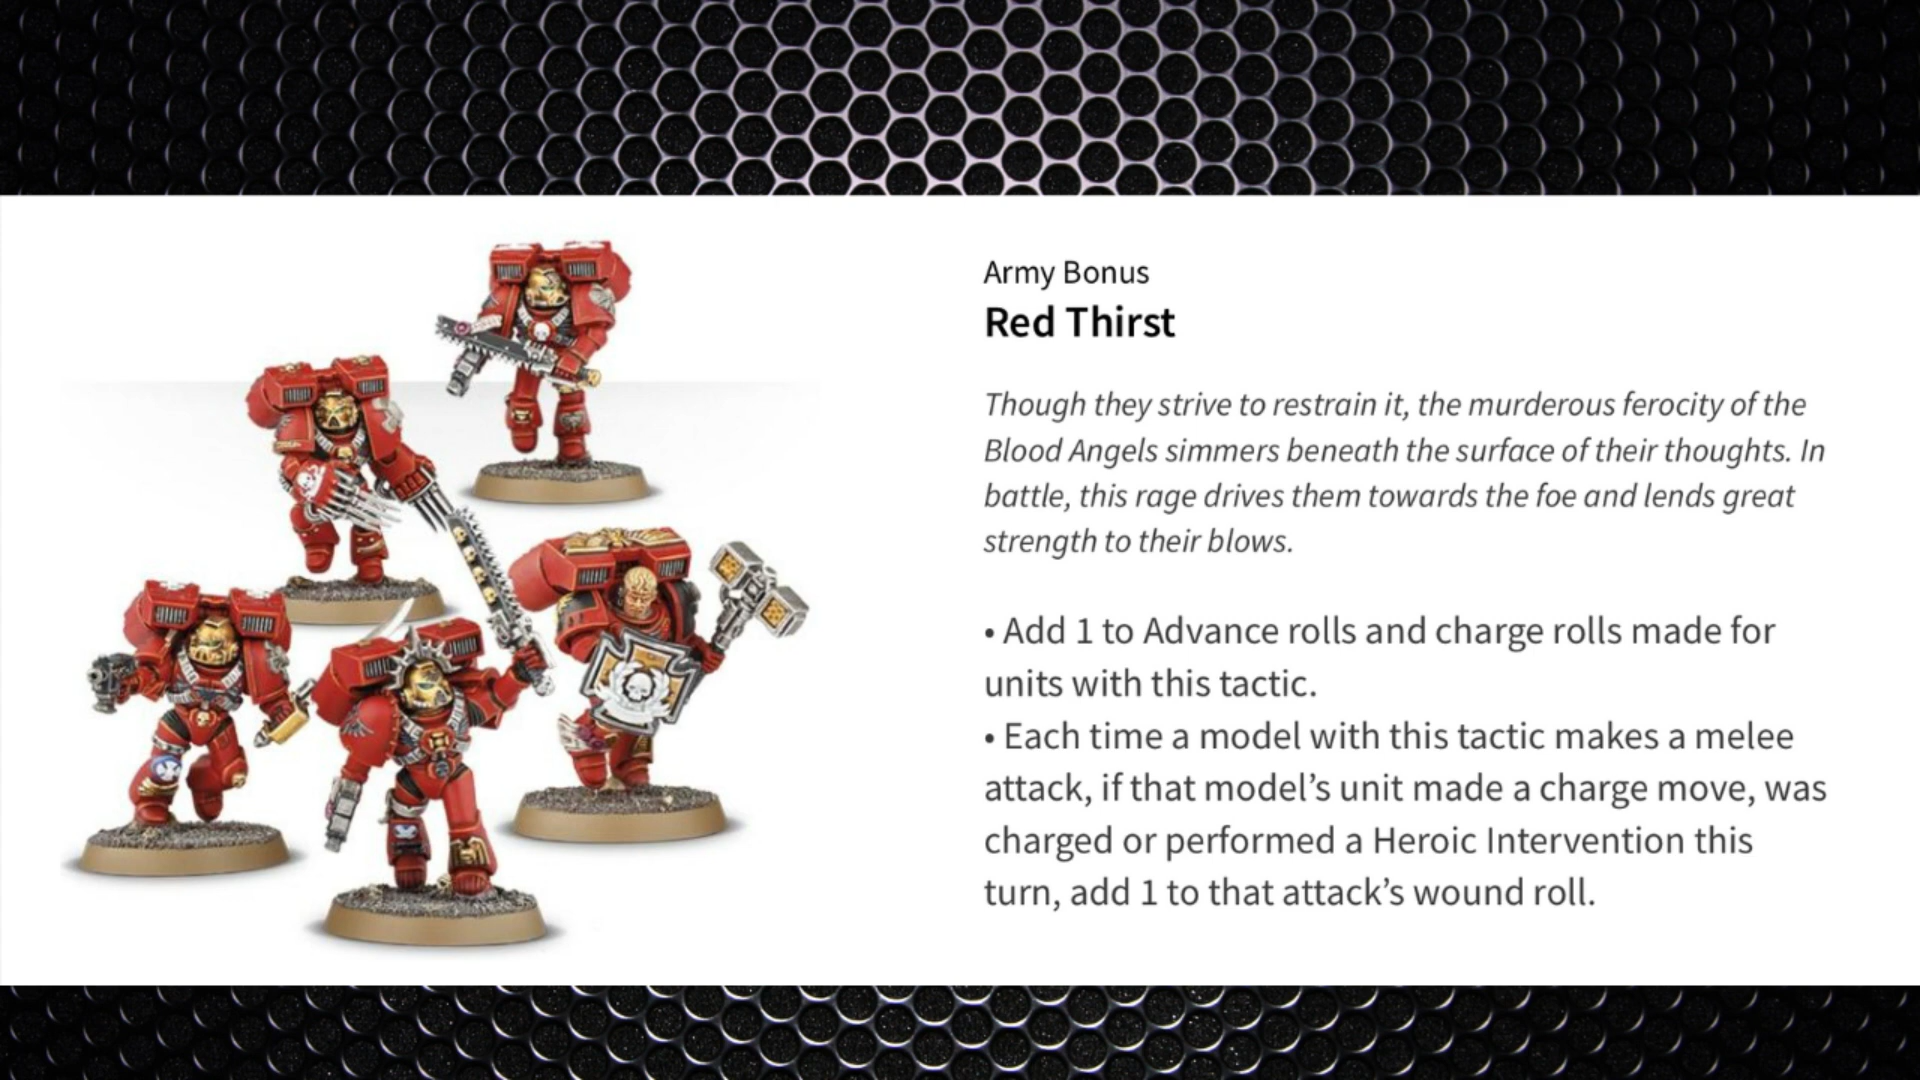 Army Bonus
Red Thirst
Though they strive to restrain it, the murderous ferocity of the
Blood Angels simmers beneath the surface of their thoughts. In
battle, this rage drives them towards the foe and lends great
strength to their blows.
• Add 1 to Advance rolls and charge rolls made for
units with this tactic.
• Each time a model with this tactic makes a melee
attack, if that model’s unit made a charge move, was
charged or performed a Heroic Intervention this
turn, add 1 to that attack’s wound roll.